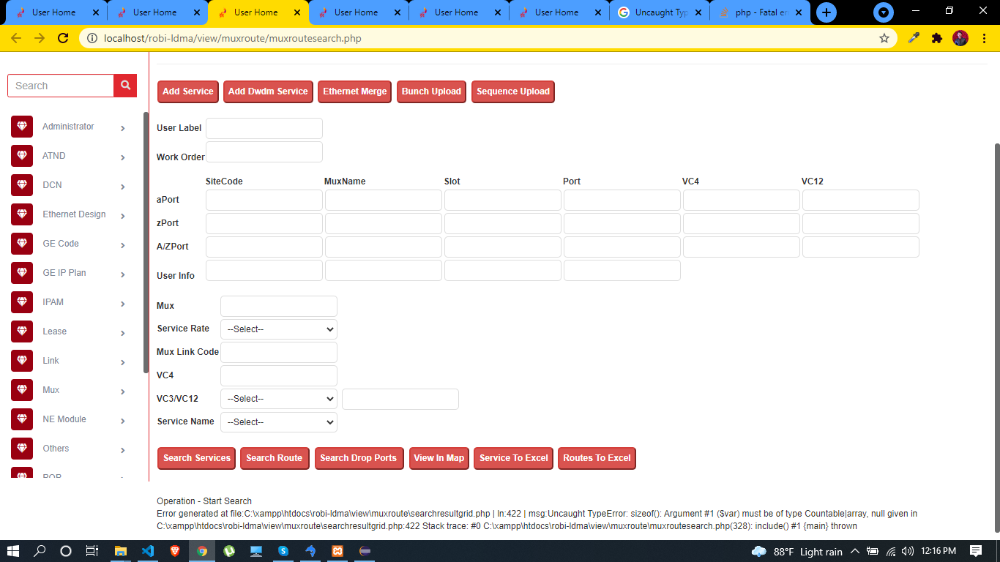 User Home
User Home
User Home
User Home
User Home
User Home
Uncaught Typ
php - Fatal er
localhost/robi-ldma/view/muxroute/muxroutesearch.php
Search
Administrator
ATND
DCN
Ethernet Design
GE Code
GE IP Plan
IPAM
Lease
Link
Mux
NE Module
Others
POP
Add Service
Add Dwdm Service
Ethernet Merge
Bunch Upload
Sequence Upload
User Label
Work Order
SiteCode MuxName Slot Port VC4 VC12
aPort
zPort
A/ZPort
User Info
Mux
Service Rate --Select--
Mux Link Code
VC4
VC3/VC12 --Select--
Service Name --Select--
Search Services
Search Route
Search Drop Ports
View In Map
Service To Excel
Routes To Excel
Operation - Start Search
Error generated at file:C:\xampp\htdocs\robi-ldma\view\muxroute\searchresultgrid.php | ln:422 | msg:Uncaught TypeError: sizeof(): Argument #1 ($var) must be of type Countable|array, null given in
C:\xampp\htdocs\robi-ldma\view\muxroute\searchresultgrid.php:422 Stack trace: #0 C:\xampp\htdocs\robi-ldma\view\muxroute\muxroutesearch.php(328): include() #1 {main} thrown
88°F Light rain
12:16 PM